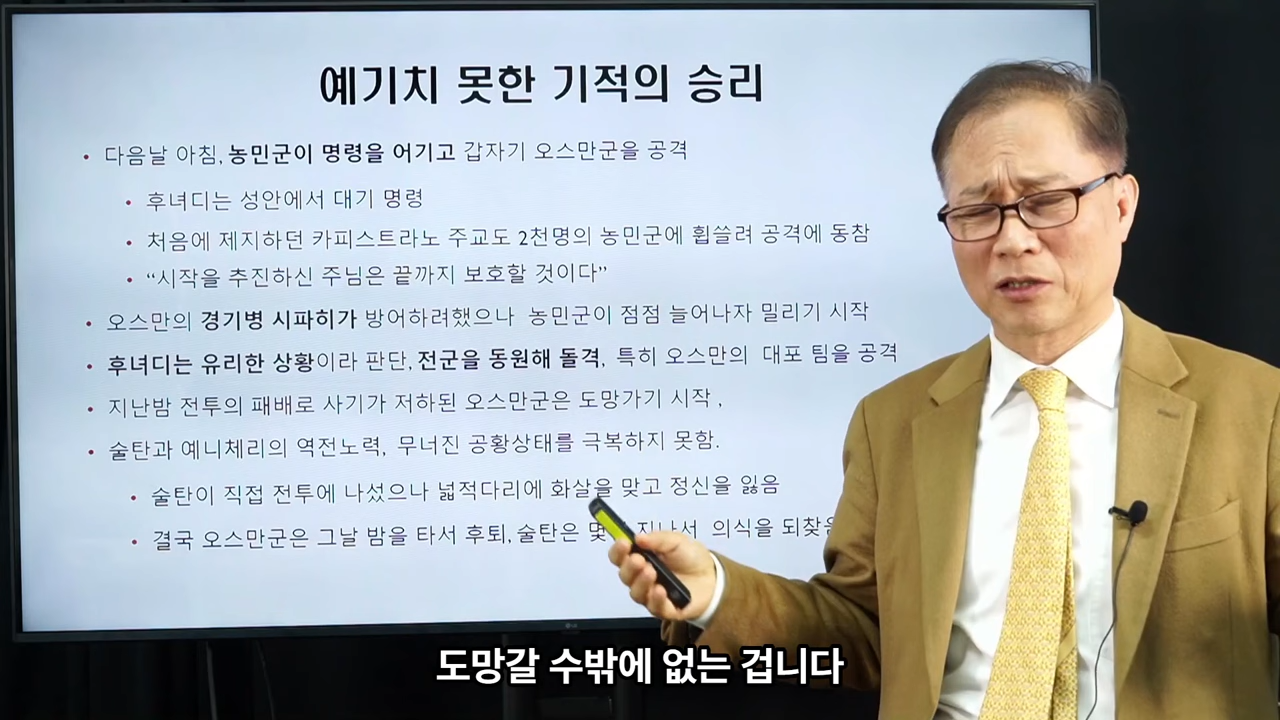 예기치 못한 기적의 승리
• 다음날 아침, 농민군이 명령을 어기고 갑자기 오스만군을 공격
• 후녀디는 성안에서 대기 명령
• 처음에 제지하던 카피스트라노 주교도 2천명의 농민군에 휩쓸려 공격에 동참
• “시작을 추진하신 주님은 끝까지 보호할 것이다”
• 오스만의 경기병 시파히가 방어하려했으나 농민군이 점점 늘어나자 밀리기 시작
• 후녀디는 유리한 상황이라 판단, 전군을 동원해 돌격, 특히 오스만의 대포 팀을 공격
• 지난밤 전투의 패배로 사기가 저하된 오스만군은 도망가기 시작 ,
• 술탄과 예니체리의 역전노력, 무너진 공황상태를 극복하지 못함.
• 술탄이 직접 전투에 나섰으나 넓적다리에 화살을 맞고 정신을 잃음
• 결국 오스만군은 그날 밤을 타서 후퇴, 술탄은 지나서 의식을
LG
도망갈 수밖에 없는 겁니다